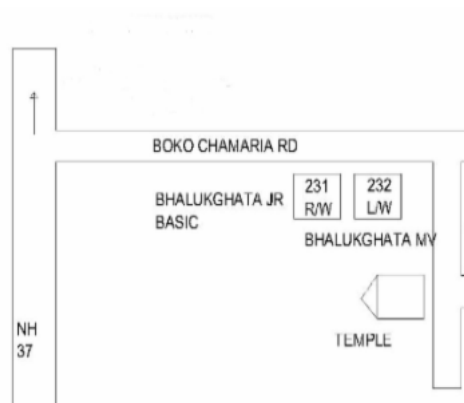 BOKO CHAMARIA RD
BHALUKGHATA JR
BASIC
231
R/W
232
L/W
BHALUKGHATA MV
TEMPLE
NH
37